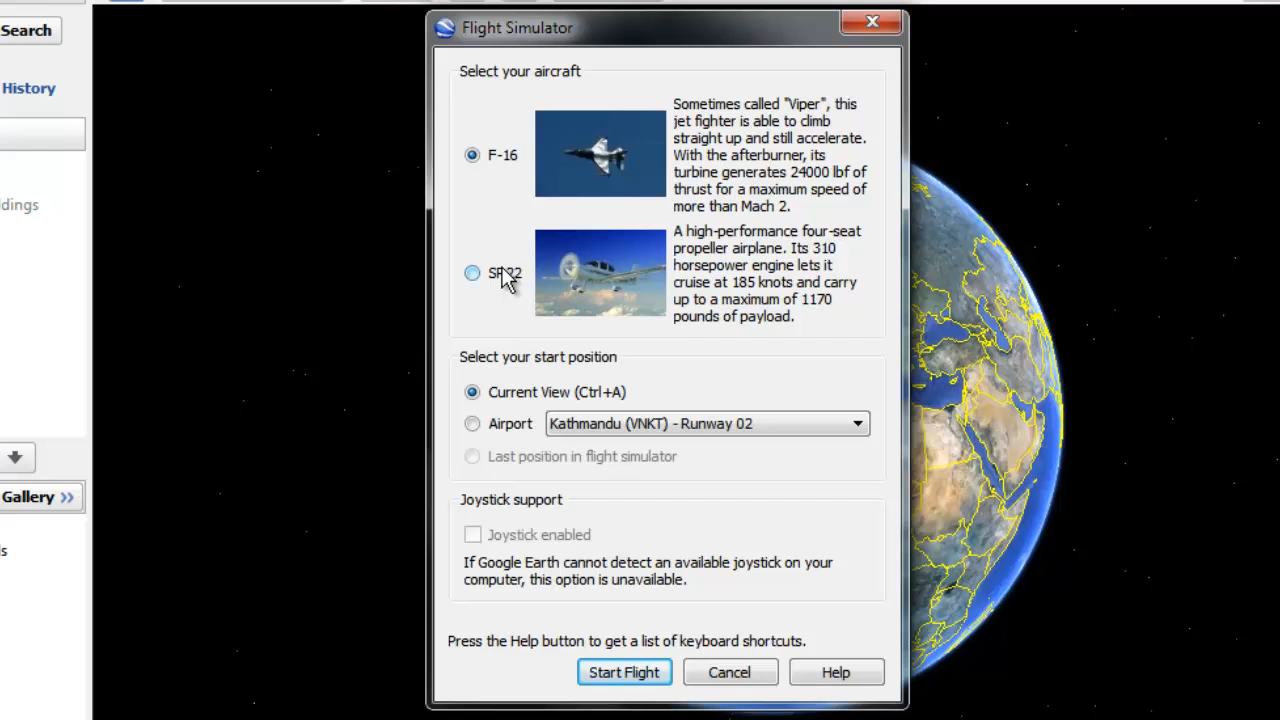 Search
Flight Simulator
History
Select your aircraft
F-16
Sometimes called "Viper", this
jet fighter is able to climb
straight up and still accelerate.
With the afterburner, its
turbine generates 24000 lbf of
thrust for a maximum speed of
more than Mach 2.
A high-performance four-seat
propeller airplane. Its 310
horsepower engine lets it
cruise at 185 knots and carry
up to a maximum of 1170
pounds of payload.
Select your start position
Current View (Ctrl+A)
Airport
Kathmandu (VNKT) - Runway 02
Last position in flight simulator
Gallery >>
Joystick support
Joystick enabled
If Google Earth cannot detect an available joystick on your
computer, this option is unavailable.
Press the Help button to get a list of keyboard shortcuts.
Start Flight
Cancel
Help